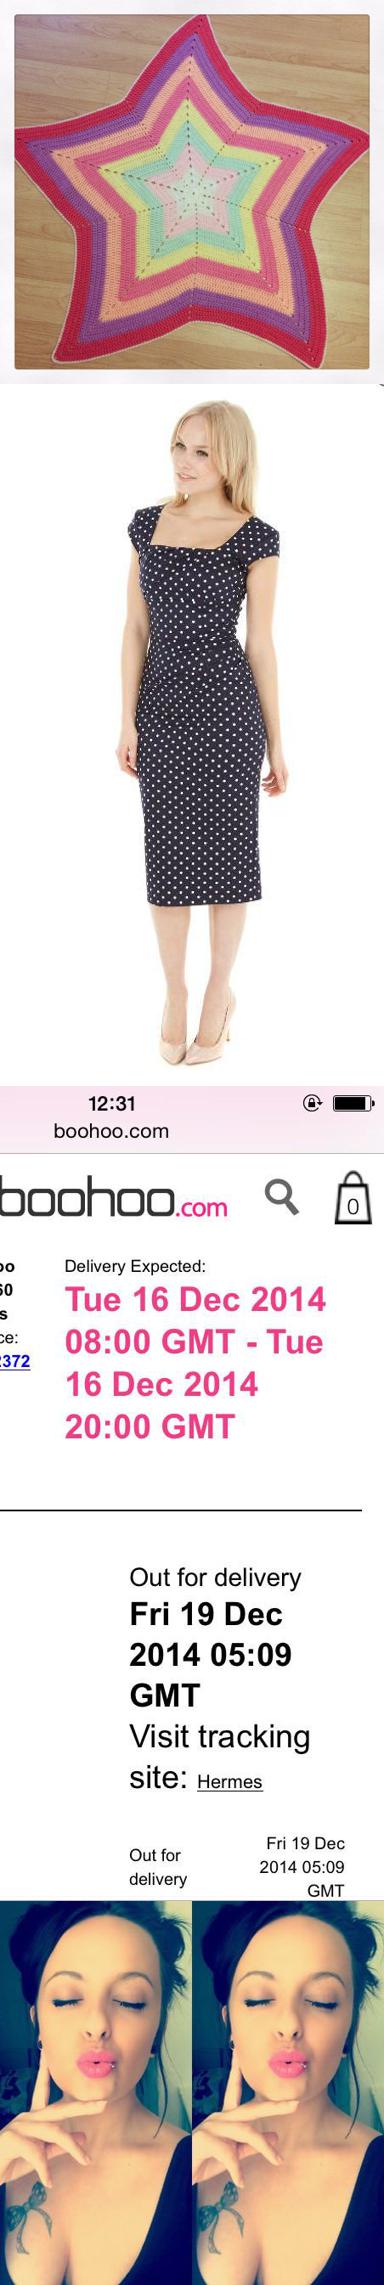 12:31
boohoo.com
boohoo.com
0
Delivery Expected:
Tue 16 Dec 2014
08:00 GMT - Tue
16 Dec 2014
20:00 GMT
oo
60
s
ce:
2372
Out for delivery
Fri 19 Dec
2014 05:09
GMT
Visit tracking
site: Hermes
Out for
delivery
Fri 19 Dec
2014 05:09
GMT